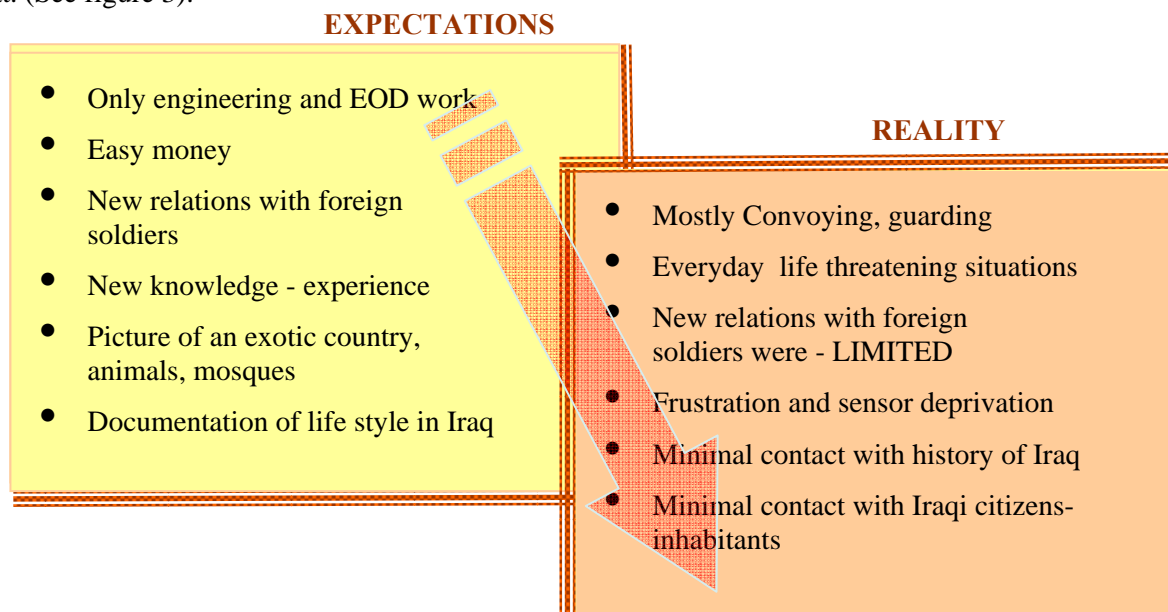 (See figure 3).
EXPECTATIONS
• Only engineering and EOD work
• Easy money
• New relations with foreign
soldiers
• New knowledge - experience
• Picture of an exotic country,
animals, mosques
• Documentation of life style in Iraq
REALITY
• Mostly Convoying, guarding
• Everyday life threatening situations
• New relations with foreign
soldiers were - LIMITED
• Frustration and sensor deprivation
• Minimal contact with history of Iraq
• Minimal contact with Iraqi citizens-
inhabitants